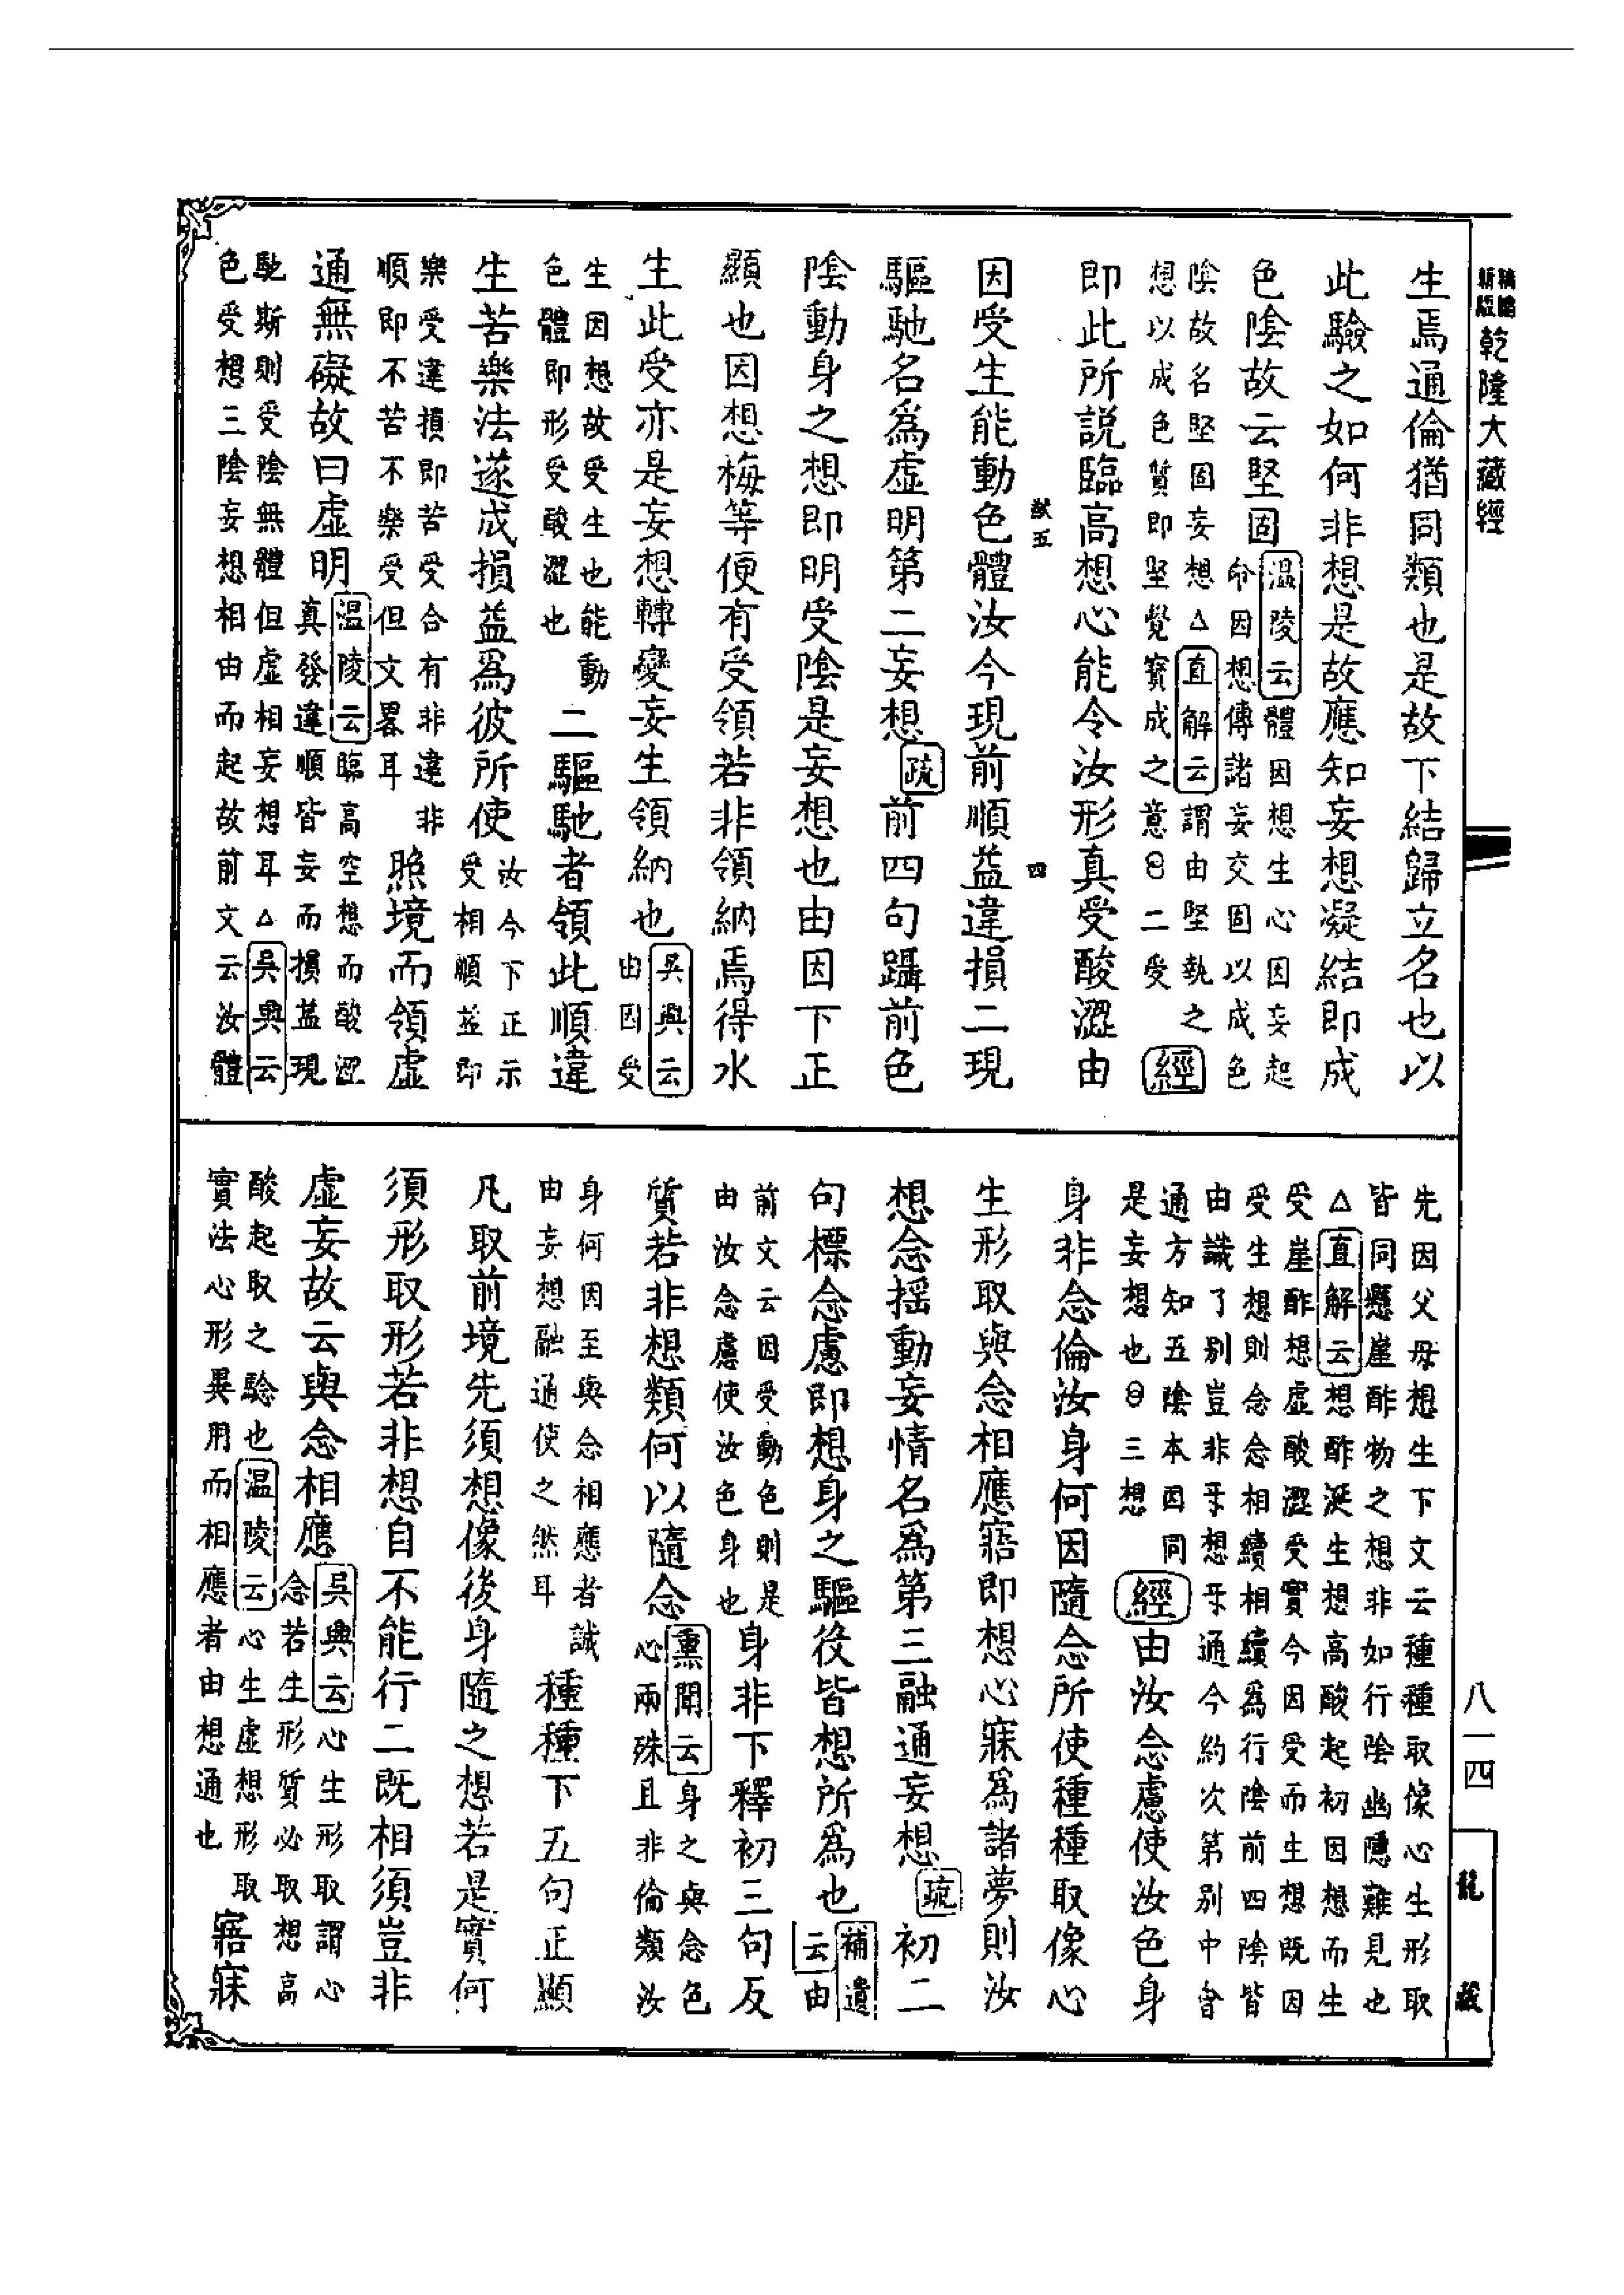 乾隆大藏經
生焉通倫猶同類也是故下結歸立名也以
此驗之如何非想是故應知妄想凝結即成
色陰故云堅固
溫陵云體因想生心因妄起
命因想傳諸妄交固以成色
陰故名堅固妄想△直解云謂由堅執之
想以成色質即堅覺實成之意 二受
經
即此所説臨高想心能令汝形真受酸澀由
獻五
四
因受生能動色體汝今現前順益違損二現
驅馳名爲虛明第二妄想疏前四句躡前色
陰動身之想即明受陰是妄想也由因下正
顯也因想梅等便有受領若非領納焉得水
生此受亦是妄想轉變妄生領納也
吳興云
由因受
生因想故受生也能動
色體即形受酸澀也
二驅馳者領此順違
生苦樂法遂成損益爲彼所使
汝今下正示
受相順益即
樂受違損即苦受合有非違非
順即不苦不樂受但文畧耳
照境而領虛
通無礙故曰虛明
溫陵云臨高空想而酸澀
真發違順皆妄而損益現
馳斯則受陰無體但虛相妄想耳△吳興云
色受想三陰妄想相由而起故前文云汝體
先因父母想生下文云種種取像心生形取
皆同懸崖酢物之想非如行陰幽隱難見也
△直解云想酢涎生想高酸起初因想而生
受崖酢想虛酸澀受實今因受而生想既因
受生想則念念相續相續爲行陰前四陰皆
由識了別豈非乎想乎通今約次第別中會
通方知五陰本因同
是妄想也 三想
經由汝念慮使汝色身
身非念倫汝身何因隨念所使種種取像心
生形取與念相應寤即想心寐爲諸夢則汝
想念搖動妄情名爲第三融通妄想疏初二
句標念慮即想身之驅役皆想所爲也補遺云由
前文云因受動色則是
由汝念慮使汝色身也
身非下釋初三句反
質若非想類何以隨念
熏聞云身之與念色
心兩殊且非倫類汝
身何因至與念相應者誠
由妄想融通使之然耳
種種下五句正顯
凡取前境先須想像後身隨之想若是實何
須形取形若非想自不能行二既相須豈非
虛妄故云與念相應
吳興云心生形取謂心
念若生形質必取想高
酸起取之驗也溫陵云心生虛想形取
實法心形異用而相應者由想通也
寤寐
八一四
龍藏